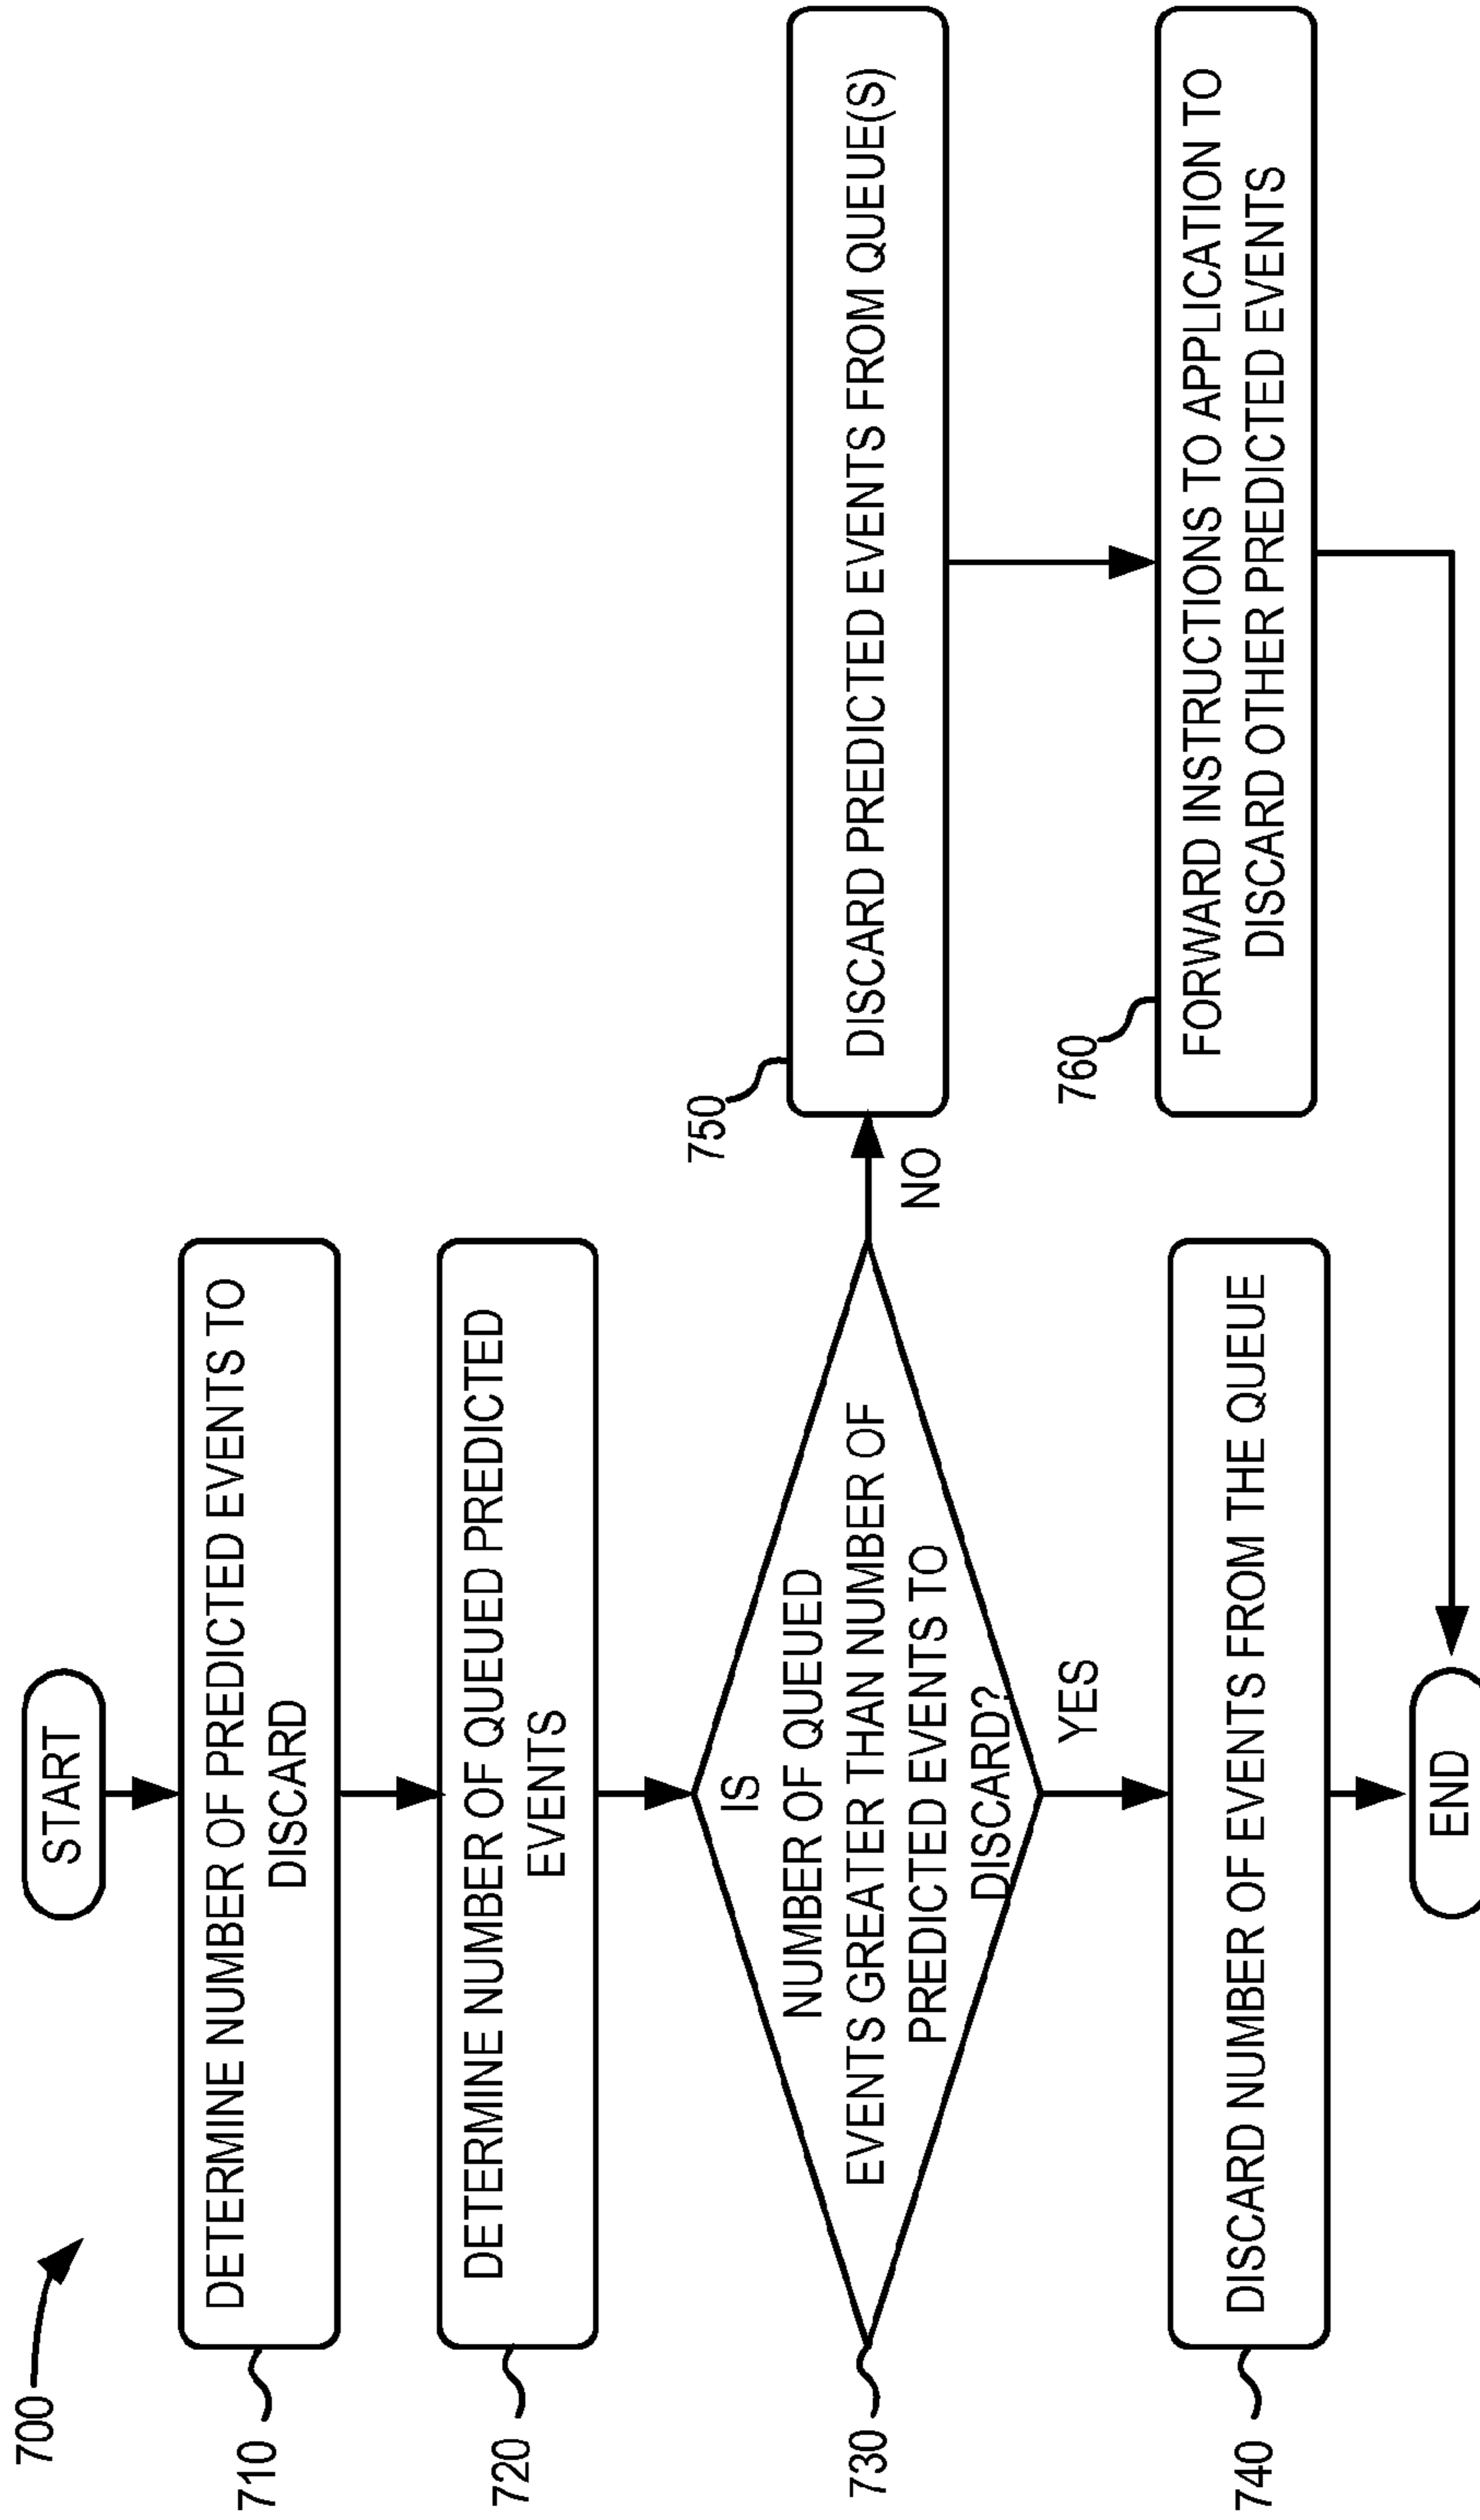 700
START
710
DETERMINE NUMBER OF PREDICTED EVENTS TO
DISCARD
720
DETERMINE NUMBER OF QUEUED PREDICTED
EVENTS
730
IS
NUMBER OF QUEUED
EVENTS GREATER THAN NUMBER OF
PREDICTED EVENTS TO
DISCARD?
NO
YES
750
DISCARD PREDICTED EVENTS FROM QUEUE(S)
760
FORWARD INSTRUCTIONS TO APPLICATION TO
DISCARD OTHER PREDICTED EVENTS
740
DISCARD NUMBER OF EVENTS FROM THE QUEUE
END